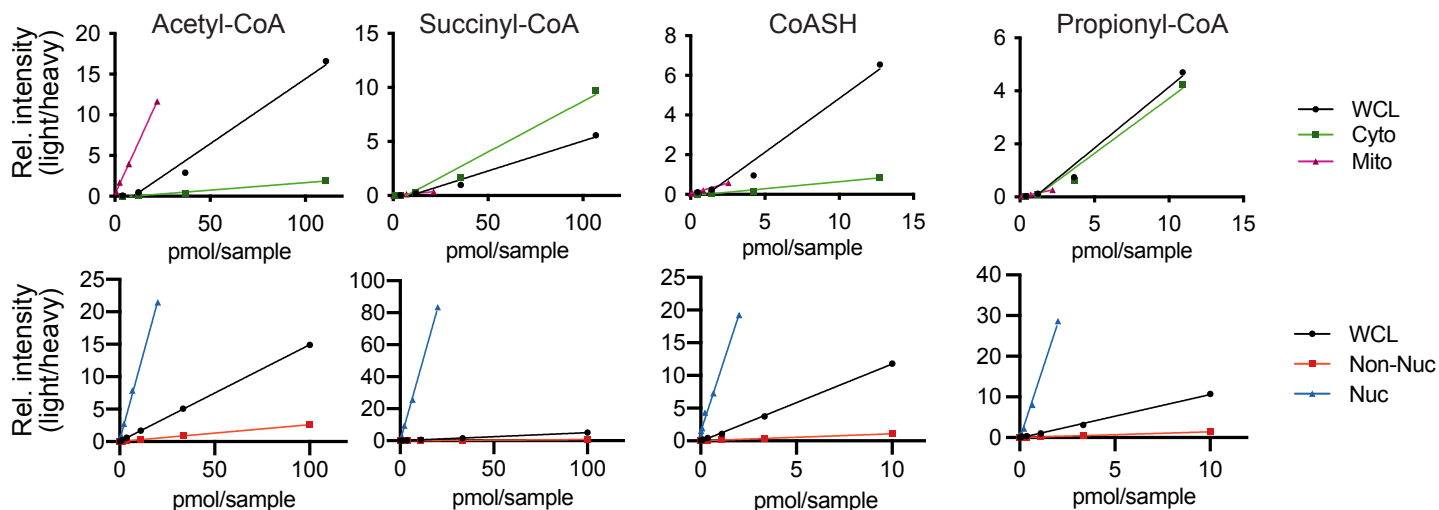 Acetyl-CoA Succinyl-CoA CoASH Propionyl-CoA
Rel. intensity
(light/heavy)
20
15
10
5
0
0 50 100
pmol/sample
15
10
5
0
0 50 100
pmol/sample
8
6
4
2
0
0 5 10 15
pmol/sample
6
4
2
0
0 5 10 15
pmol/sample
WCL
Cyto
Mito
Rel. intensity
(light/heavy)
25
20
15
10
5
0
0 50 100
pmol/sample
100
80
60
40
20
0
0 50 100
pmol/sample
25
20
15
10
5
0
0 5 10
pmol/sample
40
30
20
10
0
0 5 10
pmol/sample
WCL
Non-Nuc
Nuc